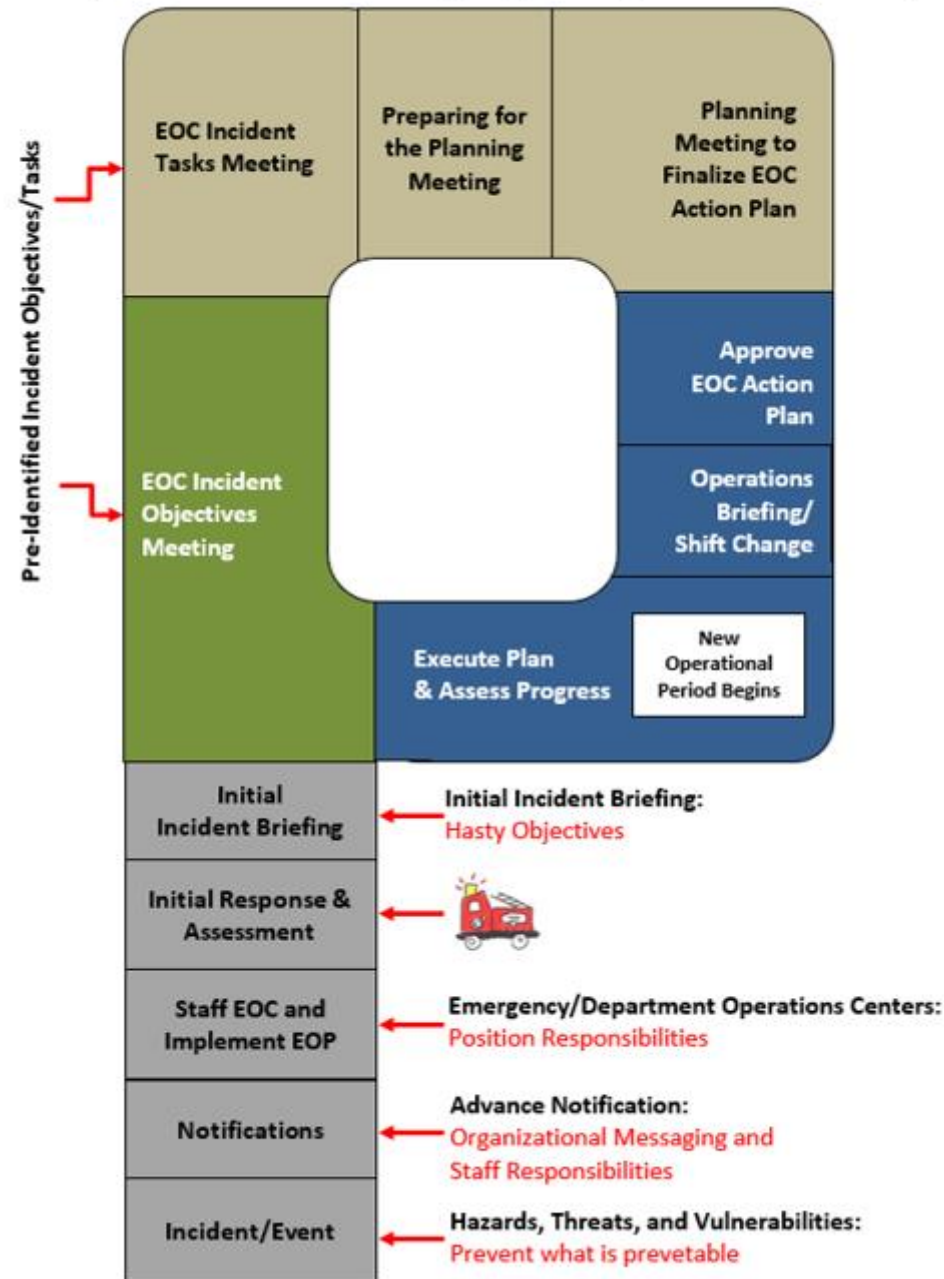 Pre-Identified Incident Objectives/Tasks
EOC Incident
Tasks Meeting
Preparing for
the Planning
Meeting
Planning
Meeting to
Finalize EOC
Action Plan
Approve
EOC Action
Plan
EOC Incident
Objectives
Meeting
Operations
Briefing/
Shift Change
Execute Plan
& Assess Progress
New
Operational
Period Begins
Initial
Incident Briefing
Initial Incident Briefing:
Hasty Objectives
Initial Response &
Assessment
Staff EOC and
Implement EOP
Emergency/Department Operations Centers:
Position Responsibilities
Notifications
Advance Notification:
Organizational Messaging and
Staff Responsibilities
Incident/Event
Hazards, Threats, and Vulnerabilities:
Prevent what is prevetable